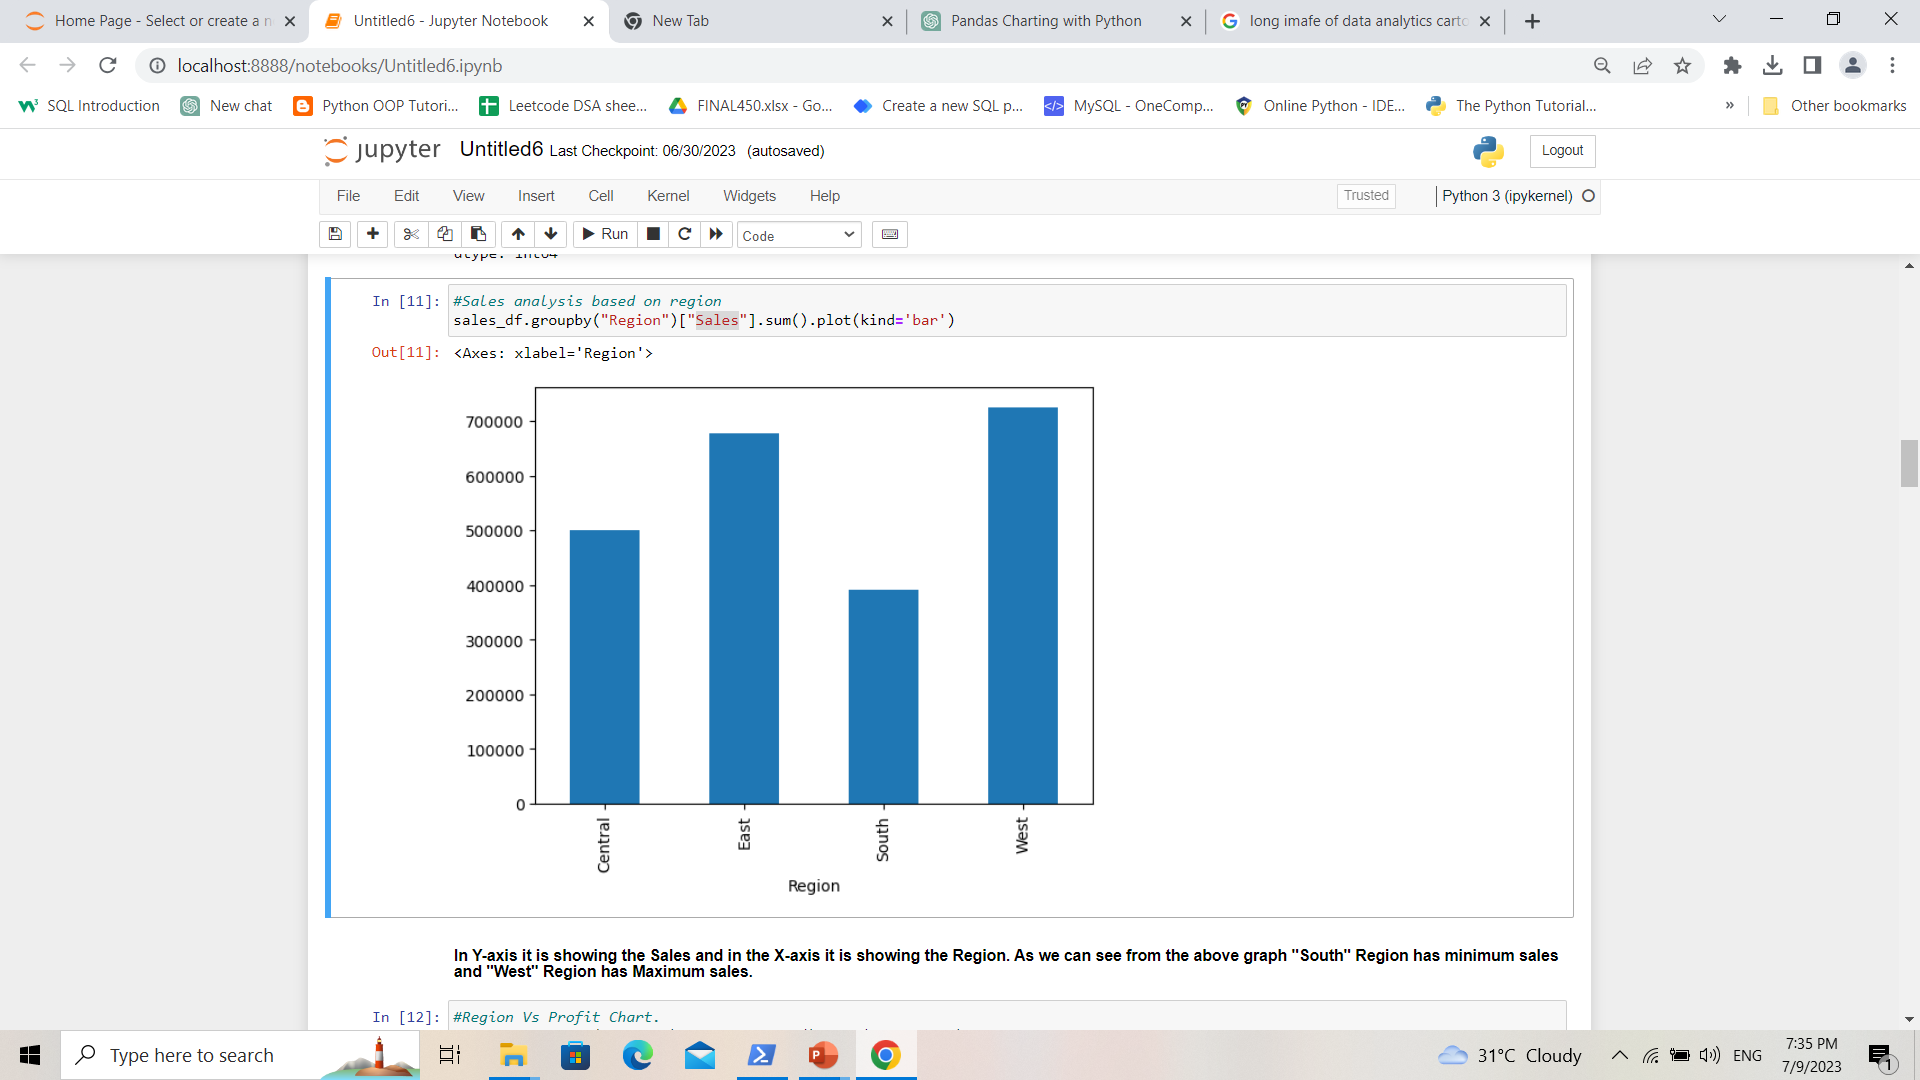 Home Page - Select or create a n
Untitled6 - Jupyter Notebook
New Tab
Pandas Charting with Python
long imafe of data analytics carto
localhost:8888/notebooks/Untitled6.ipynb
SQL Introduction
New chat
Python OOP Tutori...
Leetcode DSA shee...
FINAL450.xlsx - Go...
Create a new SQL p...
MySQL - OneComp...
Online Python - IDE...
The Python Tutorial...
»
Other bookmarks
jupyter Untitled6 Last Checkpoint: 06/30/2023 (autosaved)
Logout
File Edit View Insert Cell Kernel Widgets Help
Trusted
Python 3 (ipykernel)
Run
Code
In [11]: #Sales analysis based on region
sales_df.groupby("Region")["Sales"].sum().plot(kind='bar')
Out[11]: <Axes: xlabel='Region'>
700000
600000
500000
400000
300000
200000
100000
0
Central
East
South
West
Region
In Y-axis it is showing the Sales and in the X-axis it is showing the Region. As we can see from the above graph "South" Region has minimum sales
and "West" Region has Maximum sales.
In [12]: #Region Vs Profit Chart.
Type here to search
31°C Cloudy
ENG
7:35 PM
7/9/2023
1